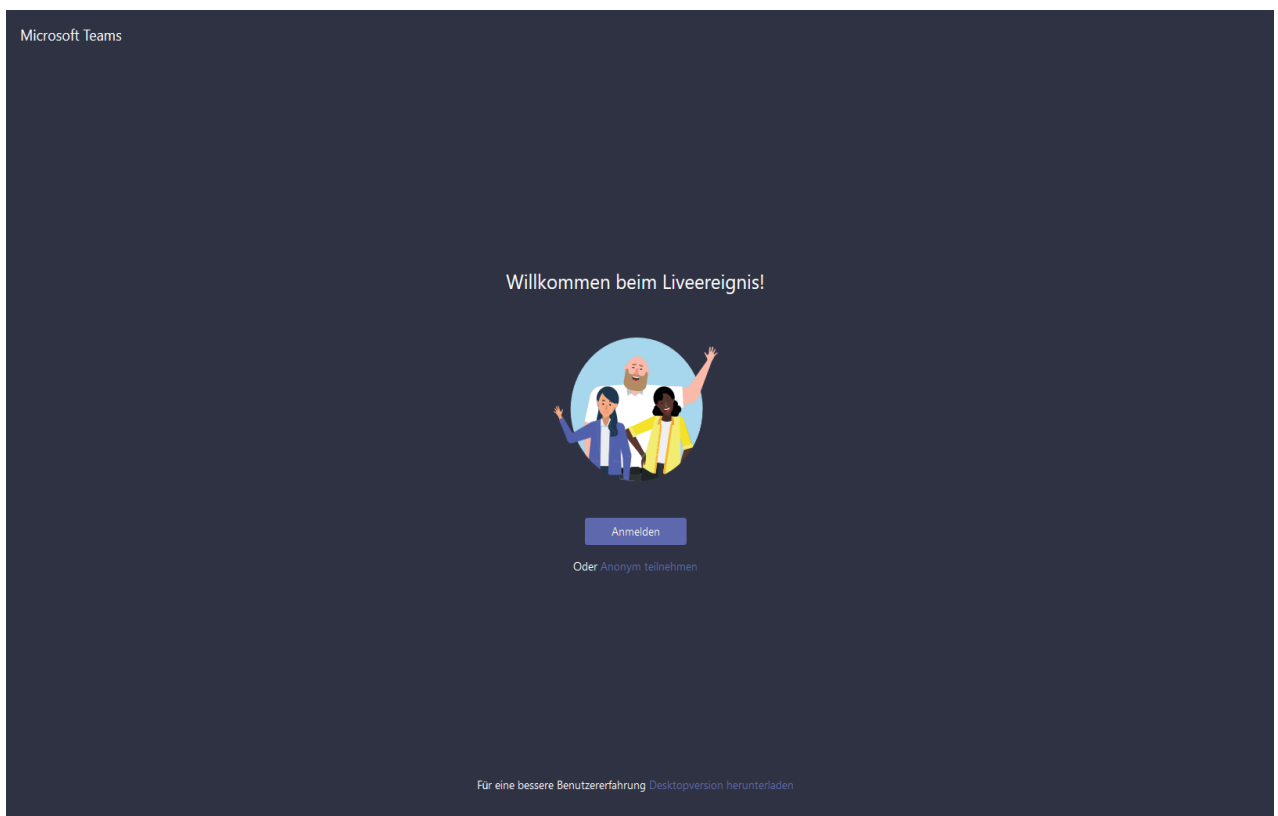 Microsoft Teams
Willkommen beim Liveereignis!
Anmelden
Oder Anonym teilnehmen
Für eine bessere Benutzererfahrung Desktopversion herunterladen